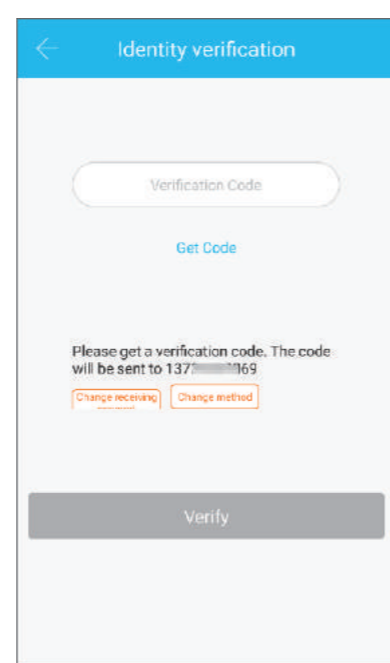 Identity verification
Verification Code
Get Code
Please get a verification code. The code
will be sent to 137 69
Change receiving
Change method
Verify